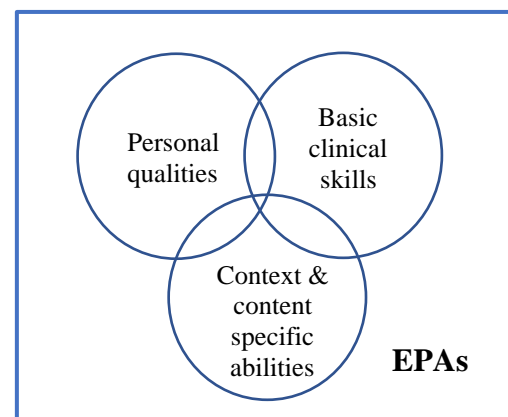 Personal
qualities
Basic
clinical
skills
Context &
content
specific
abilities
EPAs